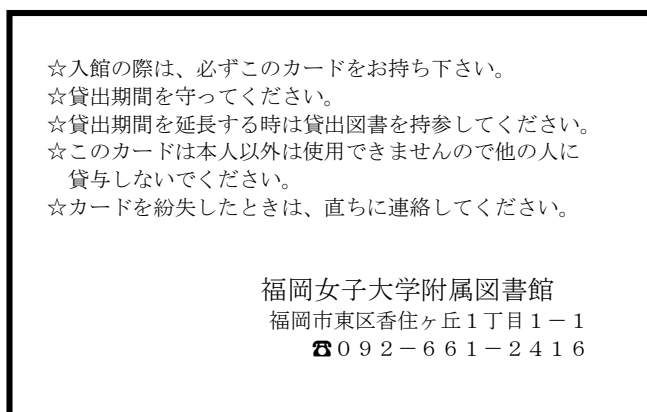 ☆入館の際は、必ずこのカードをお持ち下さい。
☆貸出期間を守ってください。
☆貸出期間を延長する時は貸出図書を持参してください。
☆このカードは本人以外は使用できませんので他の人に
貸与しないでください。
☆カードを紛失したときは、直ちに連絡してください。
福岡女子大学附属図書館
福岡市東区香住ヶ丘1丁目1-1
☎092-661-2416